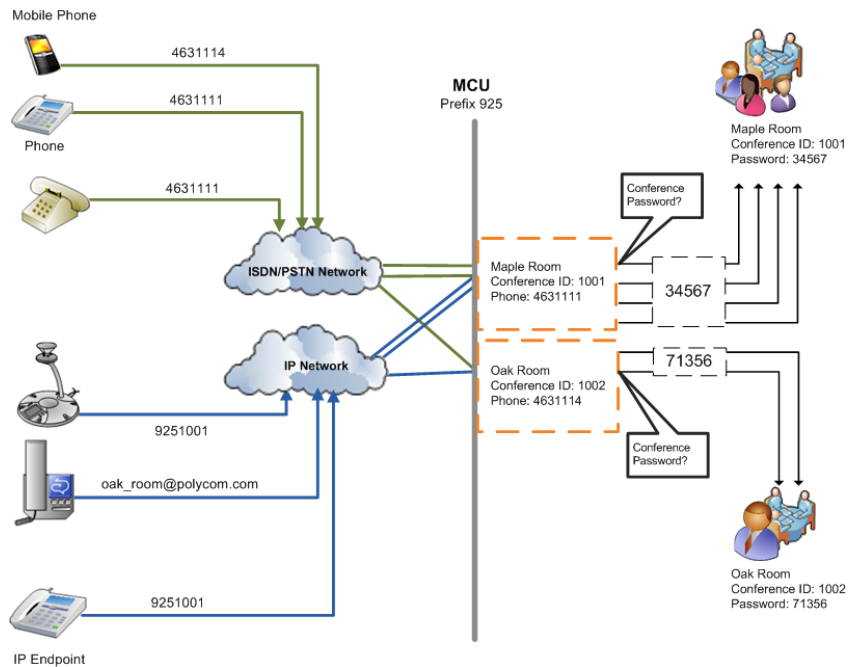 Mobile Phone
4631114
4631111
Phone
4631111
MCU
Prefix 925
ISDN/PSTN Network
IP Network
9251001
oak_room@polycom.com
9251001
IP Endpoint
Maple Room
Conference ID: 1001
Phone: 4631111
Oak Room
Conference ID: 1002
Phone: 4631114
Conference
Password?
34567
71356
Conference
Password?
Maple Room
Conference ID: 1001
Password: 34567
Oak Room
Conference ID: 1002
Password: 71356